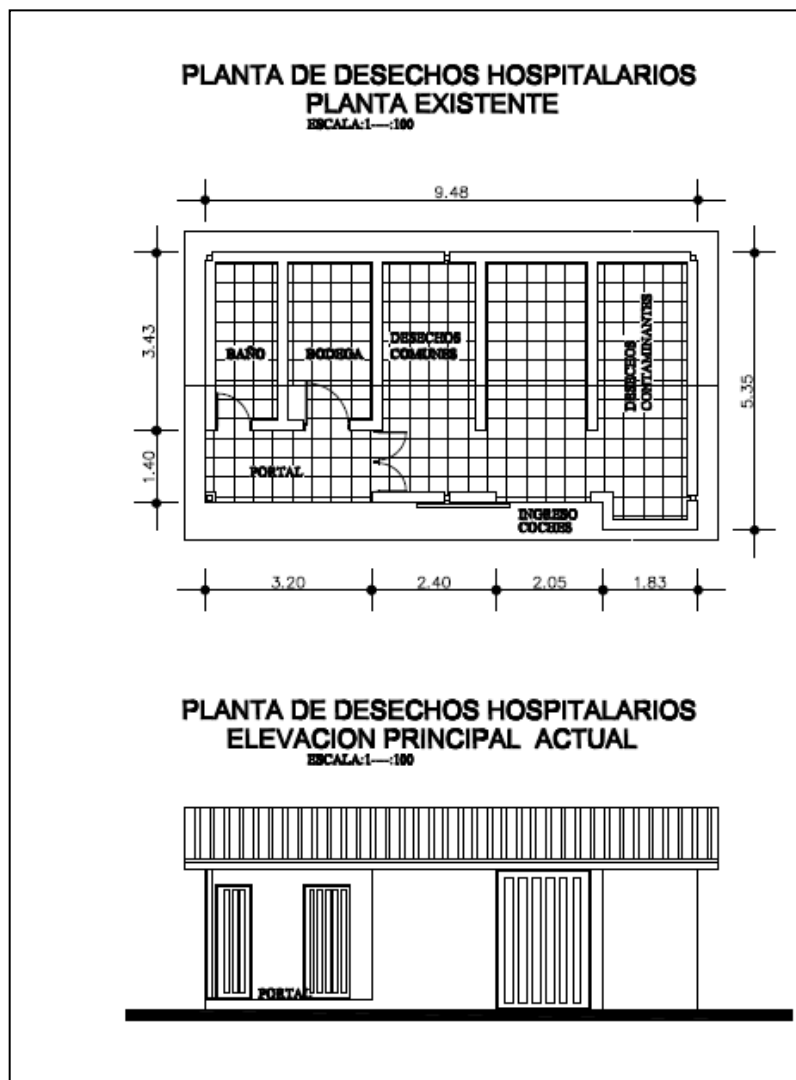 PLANTA DE DESECHOS HOSPITALARIOS
PLANTA EXISTENTE
ESCALA:1----:100
9.48
3.43
1.40
5.35
BAÑO
BODEGA
DESECHOS
COMUNES
DESECHOS
CONTAMINANTES
PORTAL
INGRESO
COCHES
3.20
2.40
2.05
1.83
PLANTA DE DESECHOS HOSPITALARIOS
ELEVACION PRINCIPAL ACTUAL
ESCALA:1----:100
PORTAL